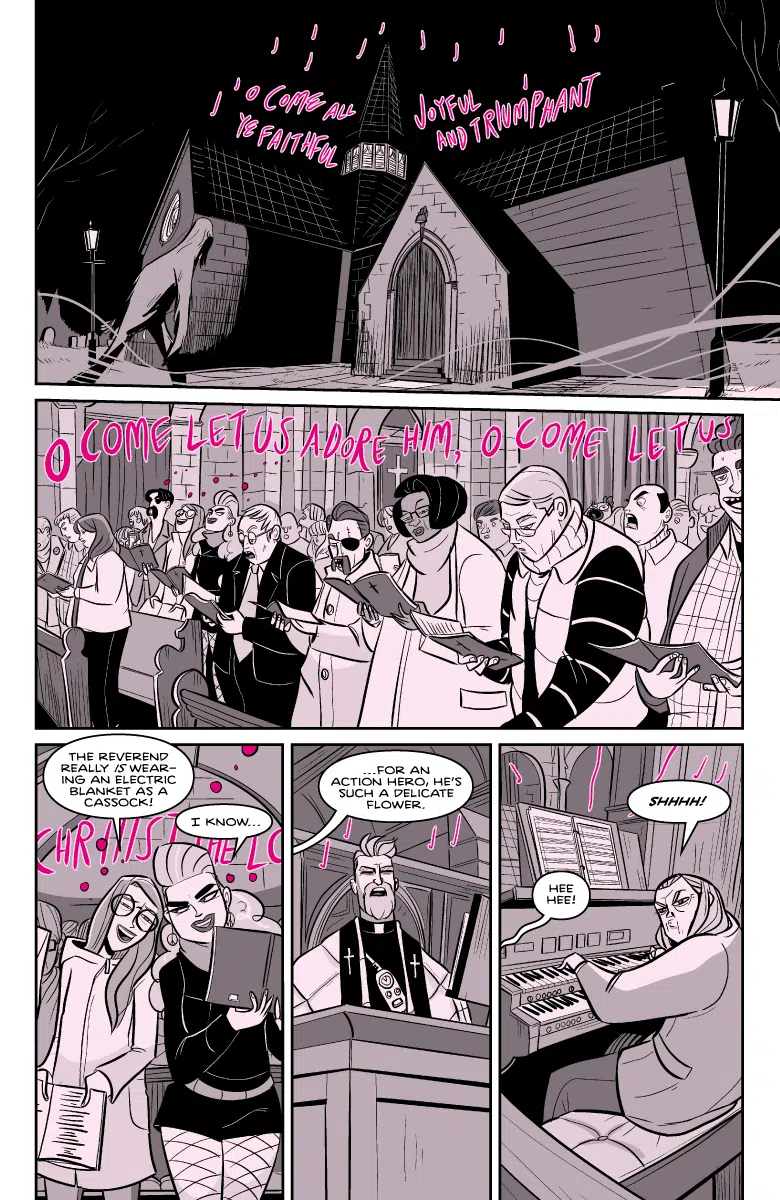 O COME ALL
YE FAITHFUL
JOYFUL
AND TRIUMPHANT
O COME LET US ADORE HIM, O COME LET US
THE REVEREND
REALLY IS WEAR-
ING AN ELECTRIC
BLANKET AS A
CASSOCK!
I KNOW...
CHRIST THE LO
...FOR AN
ACTION HERO, HE'S
SUCH A DELICATE
FLOWER.
SHHHH!
HEE
HEE!